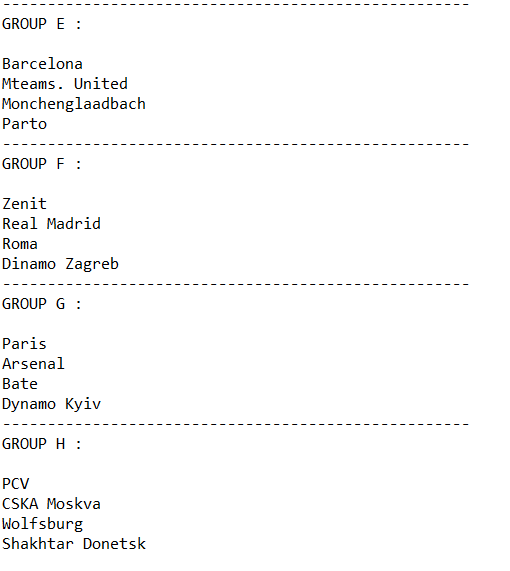 ----------------------------------------------------
GROUP E :
Barcelona
Mteams. United
Monchenglaadbach
Parto
----------------------------------------------------
GROUP F :
Zenit
Real Madrid
Roma
Dinamo Zagreb
----------------------------------------------------
GROUP G :
Paris
Arsenal
Bate
Dynamo Kyiv
----------------------------------------------------
GROUP H :
PCV
CSKA Moskva
Wolfsburg
Shakhtar Donetsk